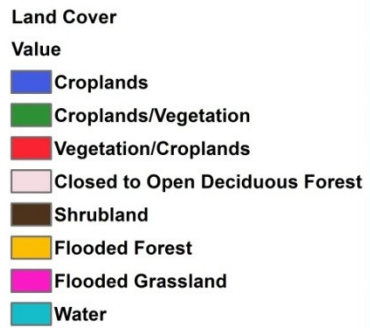 Land Cover
Value
Croplands
Croplands/Vegetation
Vegetation/Croplands
Closed to Open Deciduous Forest
Shrubland
Flooded Forest
Flooded Grassland
Water